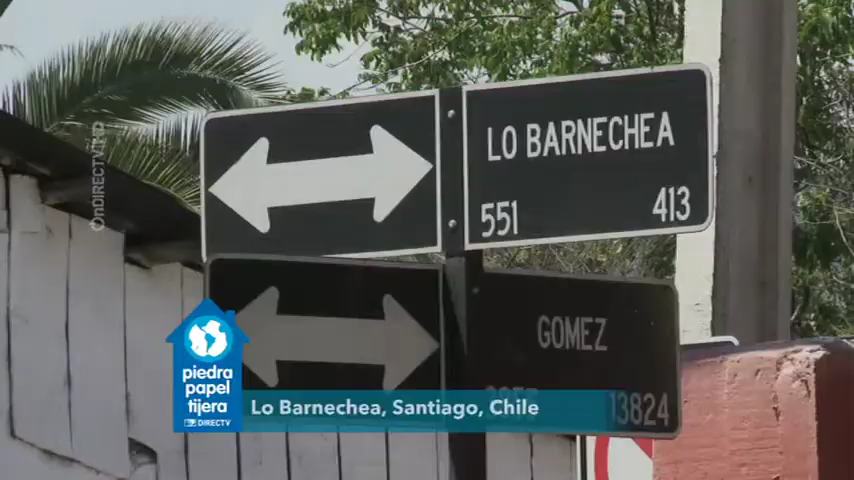 LO BARNECHEA
551 413
GOMEZ
13824
OnDIRECTV HD
piedra
papel
tijera
DIRECTV
Lo Barnechea, Santiago, Chile